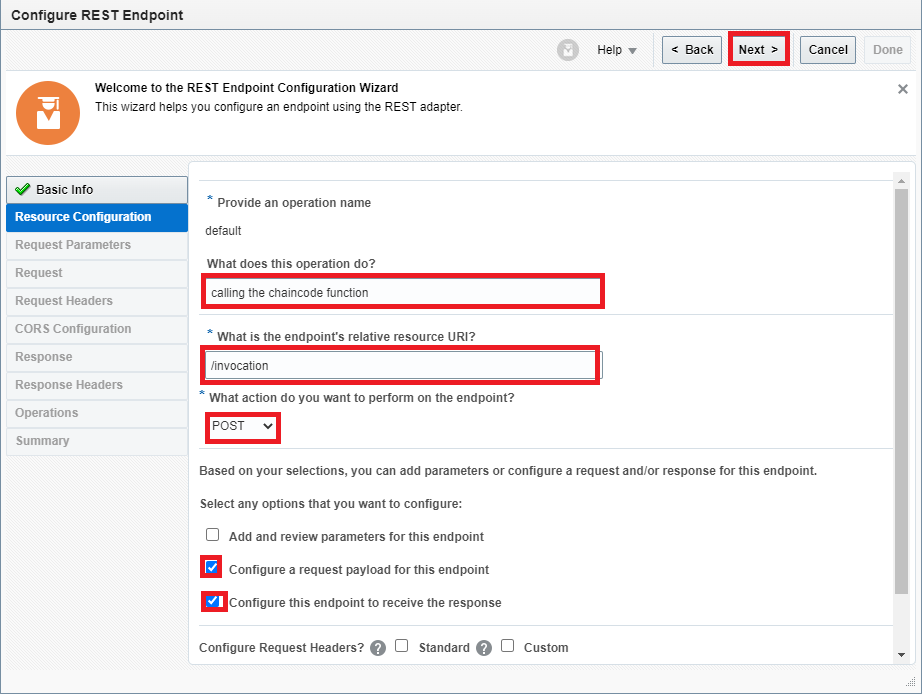 Configure REST Endpoint
Help
< Back
Next >
Cancel
Done
Welcome to the REST Endpoint Configuration Wizard
This wizard helps you configure an endpoint using the REST adapter.
Basic Info
Resource Configuration
Request Parameters
Request
Request Headers
CORS Configuration
Response
Response Headers
Operations
Summary
* Provide an operation name
default
What does this operation do?
calling the chaincode function
* What is the endpoint's relative resource URI?
/invocation
* What action do you want to perform on the endpoint?
POST
Based on your selections, you can add parameters or configure a request and/or response for this endpoint.
Select any options that you want to configure:
Add and review parameters for this endpoint
Configure a request payload for this endpoint
Configure this endpoint to receive the response
Configure Request Headers? ? Standard ? Custom